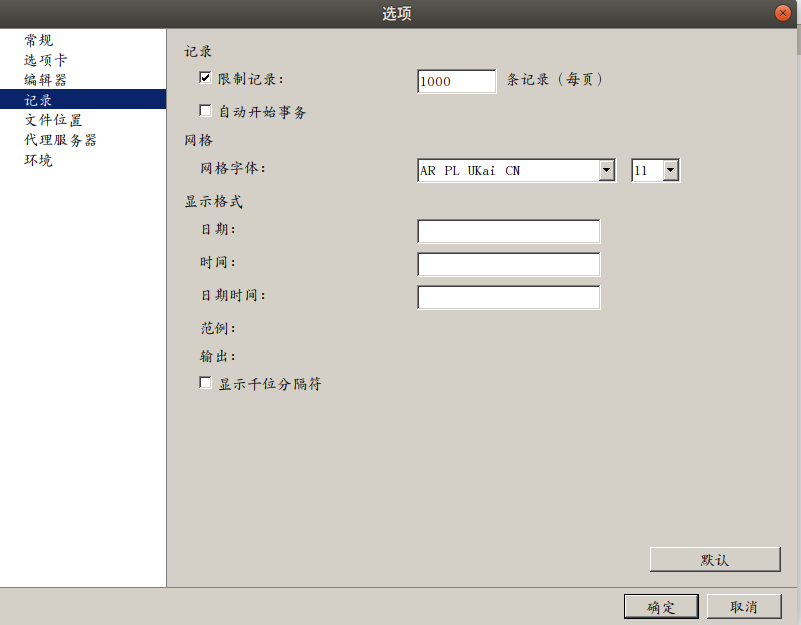 选项
常规
选项卡
编辑器
记录
文件位置
代理服务器
环境
记录
限制记录: 1000 条记录（每页）
自动开始事务
网格
网格字体: AR PL UKai CN 11
显示格式
日期:
时间:
日期时间:
范例:
输出:
显示千位分隔符
默认
确定 取消